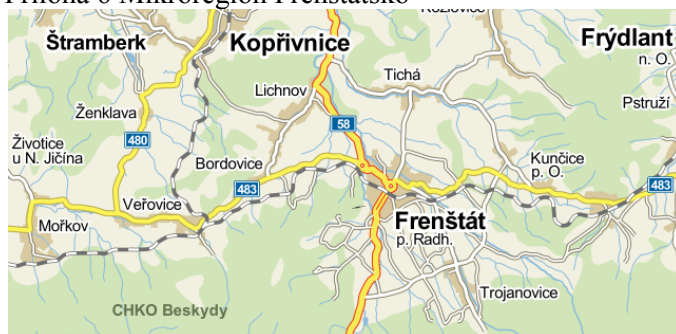 Příloha 6 Mikroregion Frenštátsko
Kozlovice
Štramberk
Kopřivnice
Frýdlant
n. O.
Tichá
Lichnov
Pstruží
Ženklava
58
Životice
u N. Jičína
480
Bordovice
Kunčice
p. O.
483
483
Veřovice
Mořkov
Frenštát
p. Radh.
Trojanovice
CHKO Beskydy